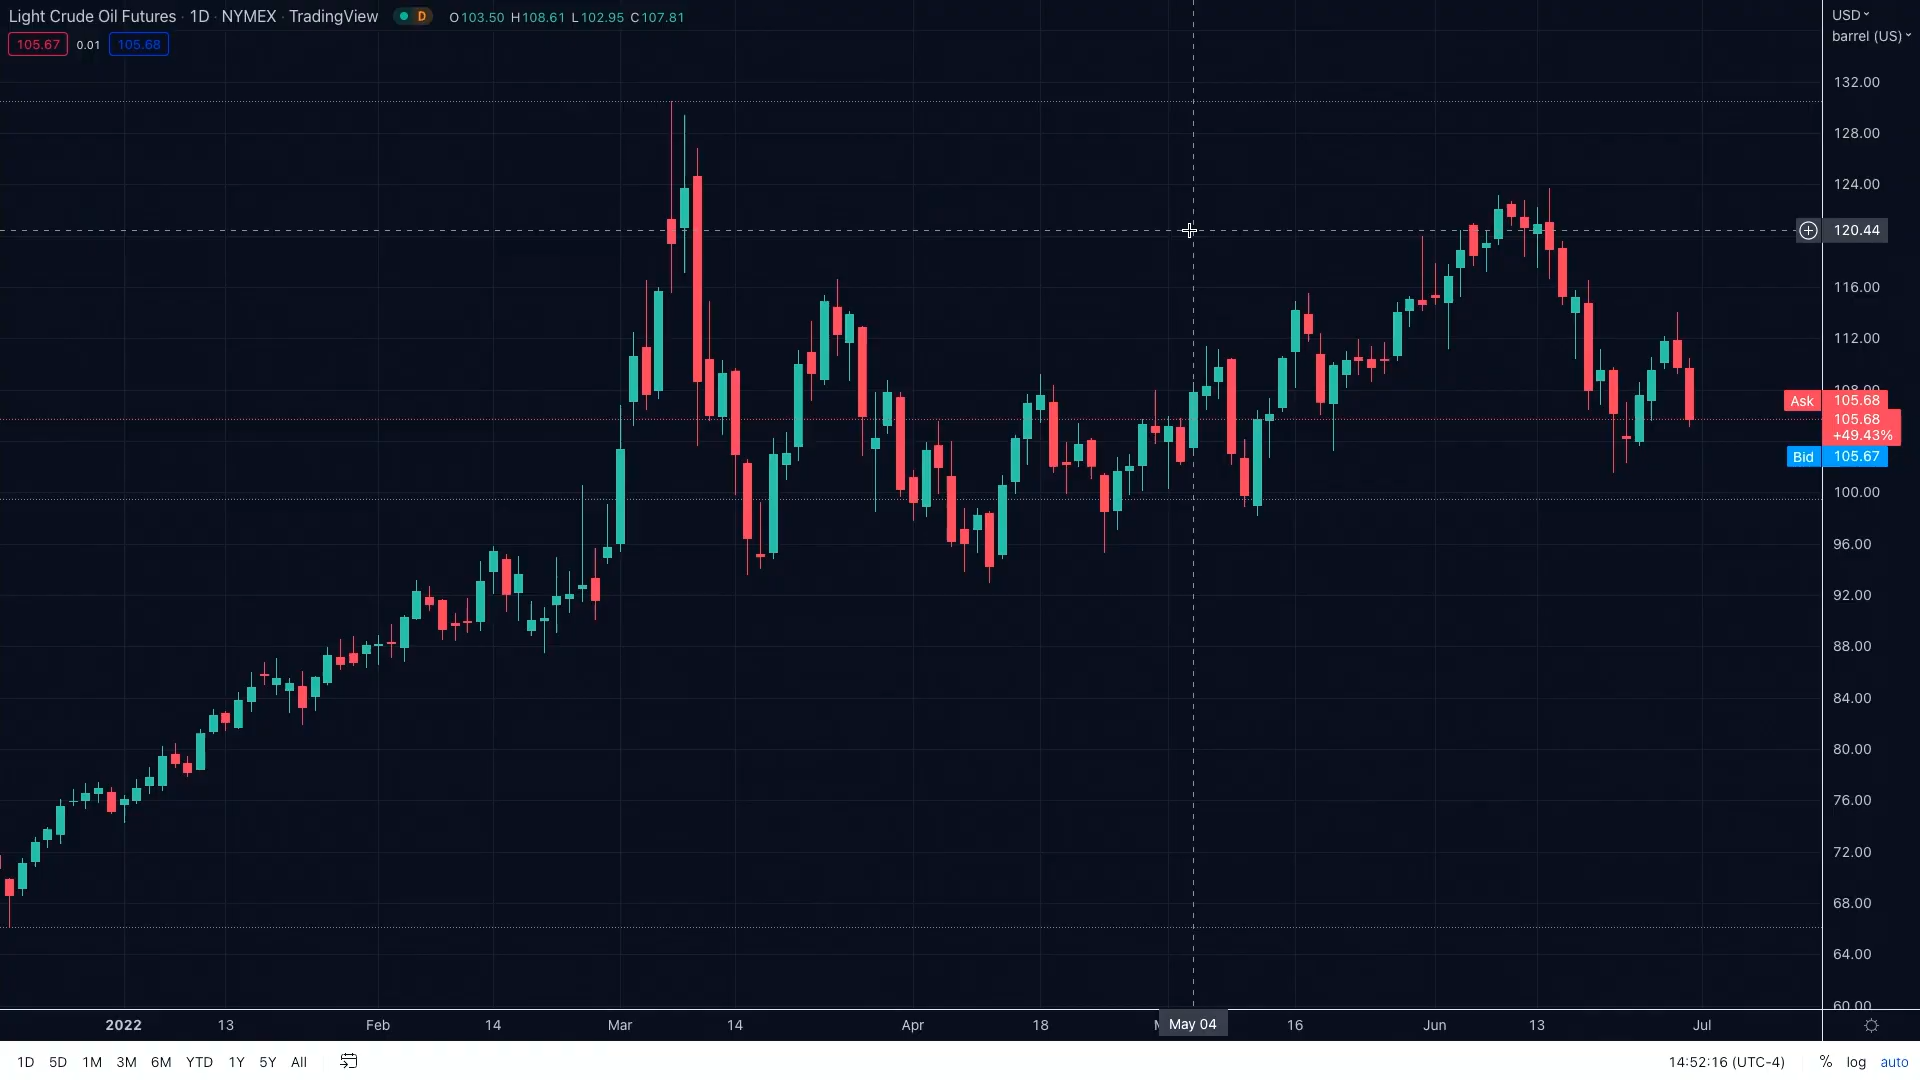 Light Crude Oil Futures · 1D · NYMEX · TradingView D O103.50 H108.61 L102.95 C107.81
105.67 0.01 105.68
USD
barrel (US)
132.00
128.00
124.00
120.44
116.00
112.00
108.00
Ask 105.68
105.68
+49.43%
Bid 105.67
100.00
96.00
92.00
88.00
84.00
80.00
76.00
72.00
68.00
64.00
60.00
2022 13 Feb 14 Mar 14 Apr 18 May 04 16 Jun 13 Jul
1D 5D 1M 3M 6M YTD 1Y 5Y All 14:52:16 (UTC-4) % log auto